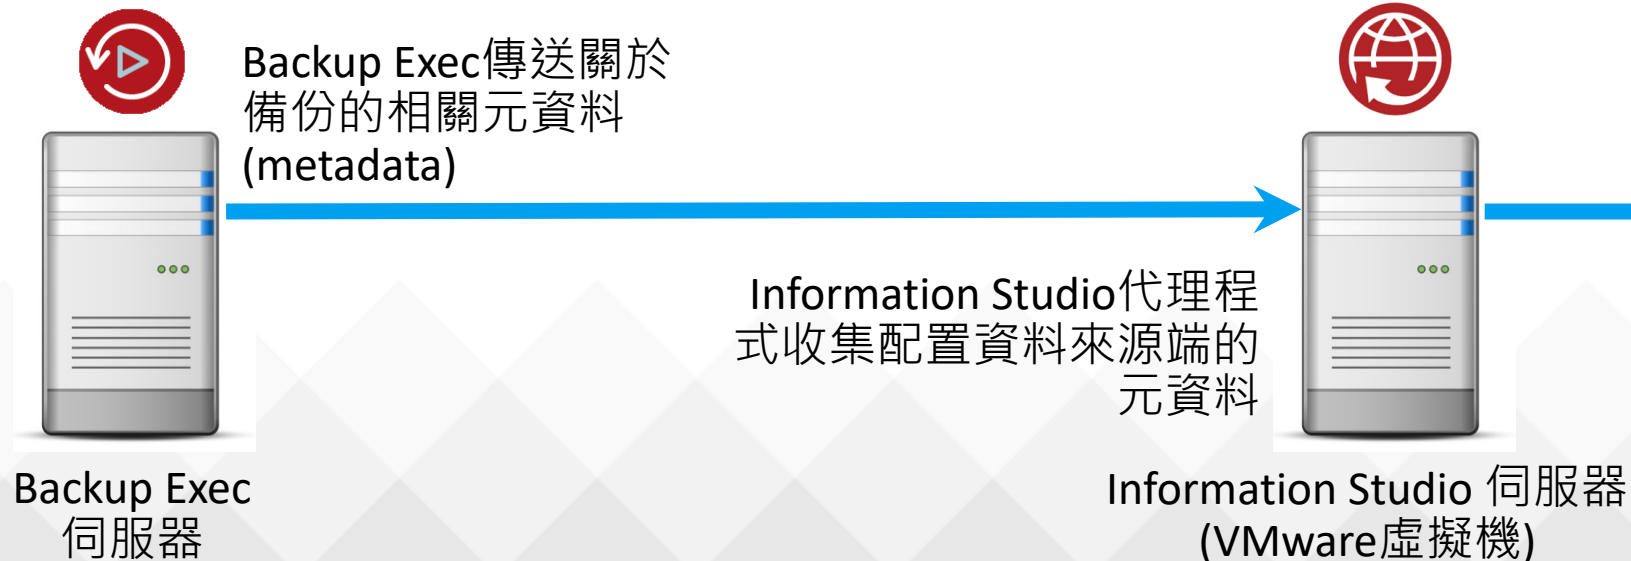 Backup Exec傳送關於
備份的相關元資料
(metadata)
Information Studio代理程
式收集配置資料來源端的
元資料
Backup Exec
伺服器
Information Studio 伺服器
(VMware虛擬機)